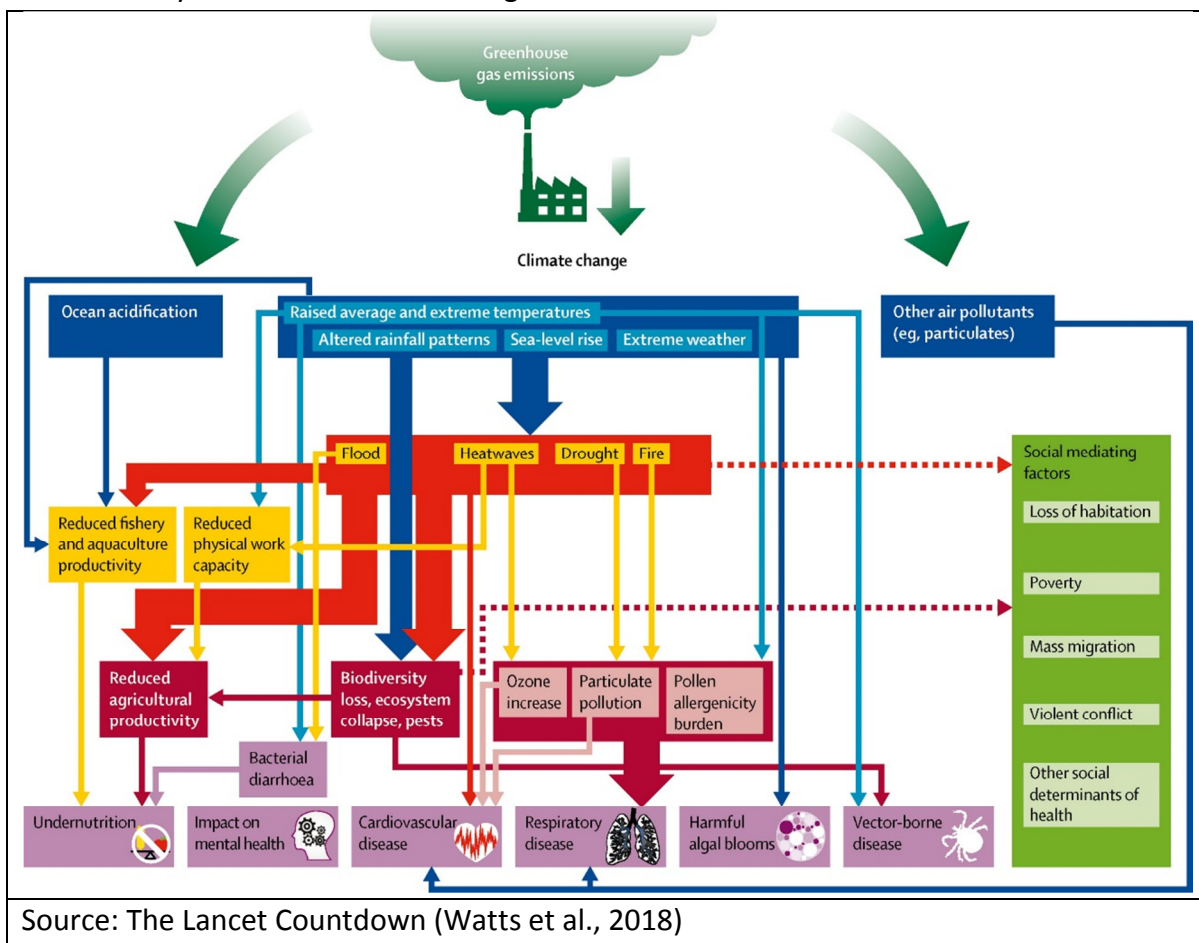 Greenhouse
gas emissions
Climate change
Ocean acidification
Raised average and extreme temperatures
Altered rainfall patterns
Sea-level rise
Extreme weather
Other air pollutants
(eg, particulates)
Flood
Heatwaves
Drought
Fire
Social mediating
factors
Loss of habitation
Poverty
Mass migration
Violent conflict
Other social
determinants of
health
Reduced fishery
and aquaculture
productivity
Reduced
physical work
capacity
Reduced
agricultural
productivity
Biodiversity
loss, ecosystem
collapse, pests
Ozone
increase
Particulate
pollution
Pollen
allergenicity
burden
Bacterial
diarrhoea
Undernutrition
Impact on
mental health
Cardiovascular
disease
Respiratory
disease
Harmful
algal blooms
Vector-borne
disease
Source: The Lancet Countdown (Watts et al., 2018)